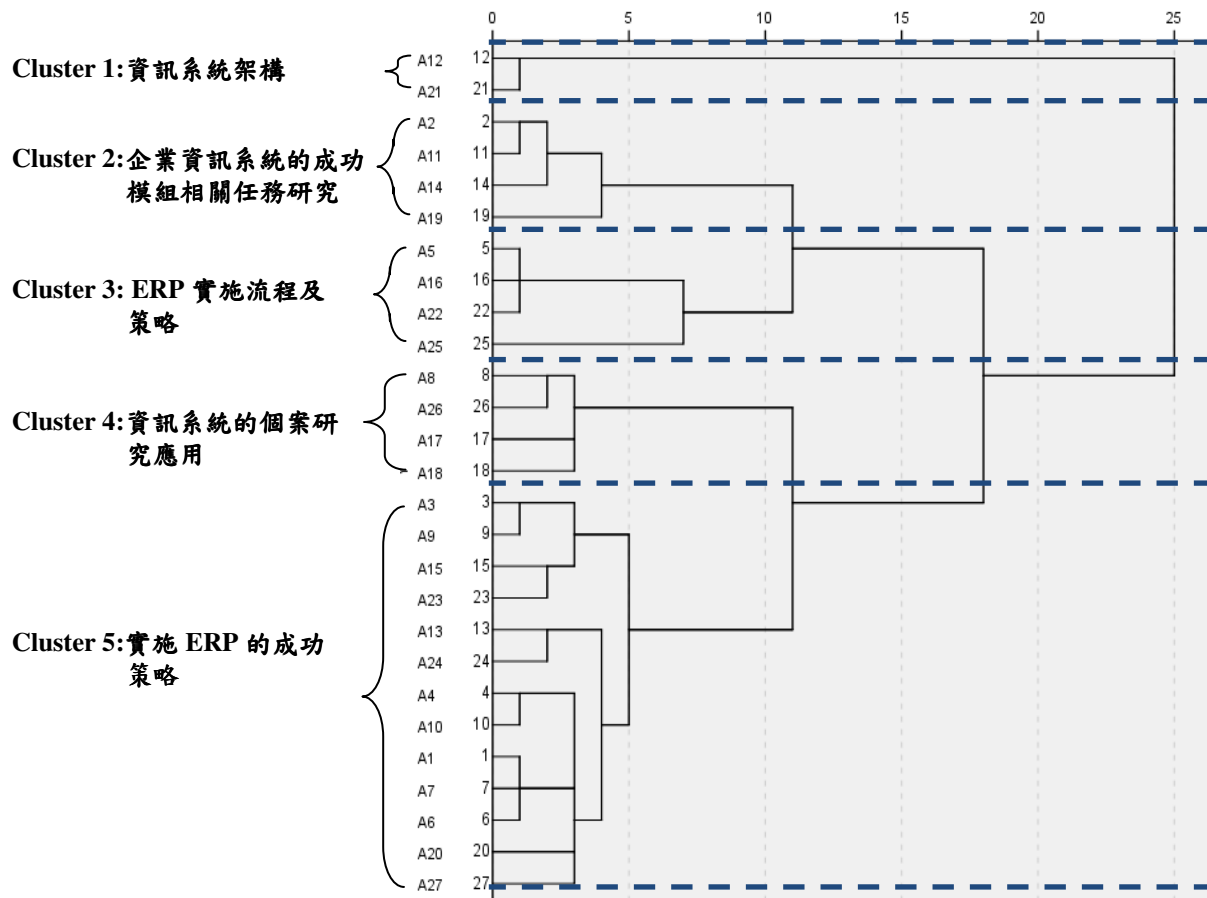 0 5 10 15 20 25
Cluster 1:資訊系統架構
A12 12
A21 21
Cluster 2:企業資訊系統的成功
模組相關任務研究
A2 2
A11 11
A14 14
A19 19
Cluster 3: ERP 實施流程及
策略
A5 5
A16 16
A22 22
A25 25
Cluster 4:資訊系統的個案研
究應用
A8 8
A26 26
A17 17
A18 18
Cluster 5:實施 ERP 的成功
策略
A3 3
A9 9
A15 15
A23 23
A13 13
A24 24
A4 4
A10 10
A1 1
A7 7
A6 6
A20 20
A27 27